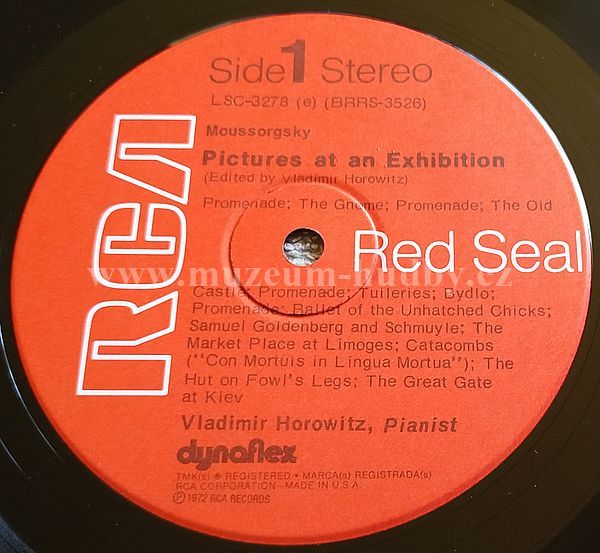 Side 1 Stereo
LSC-3278 (e) (BRRS-3526)
Moussorgsky
Pictures at an Exhibition
(Edited by Vladimir Horowitz)
Promenade; The Gnome; Promenade; The Old
RCA
Red Seal
www.muzeum-hudby.cz
Castle; Promenade; Tuileries; Bydlo;
Promenade; Ballet of the Unhatched Chicks;
Samuel Goldenberg and Schmuyle; The
Market Place at Limoges; Catacombs
("Con Mortuis in Lingua Mortua"); The
Hut on Fowl's Legs; The Great Gate
at Kiev
Vladimir Horowitz, Pianist
dynaflex
TMK(s) ® REGISTERED • MARCA(s) REGISTRADA(s)
RCA CORPORATION-MADE IN U.S.A.
Ⓟ 1972 RCA RECORDS